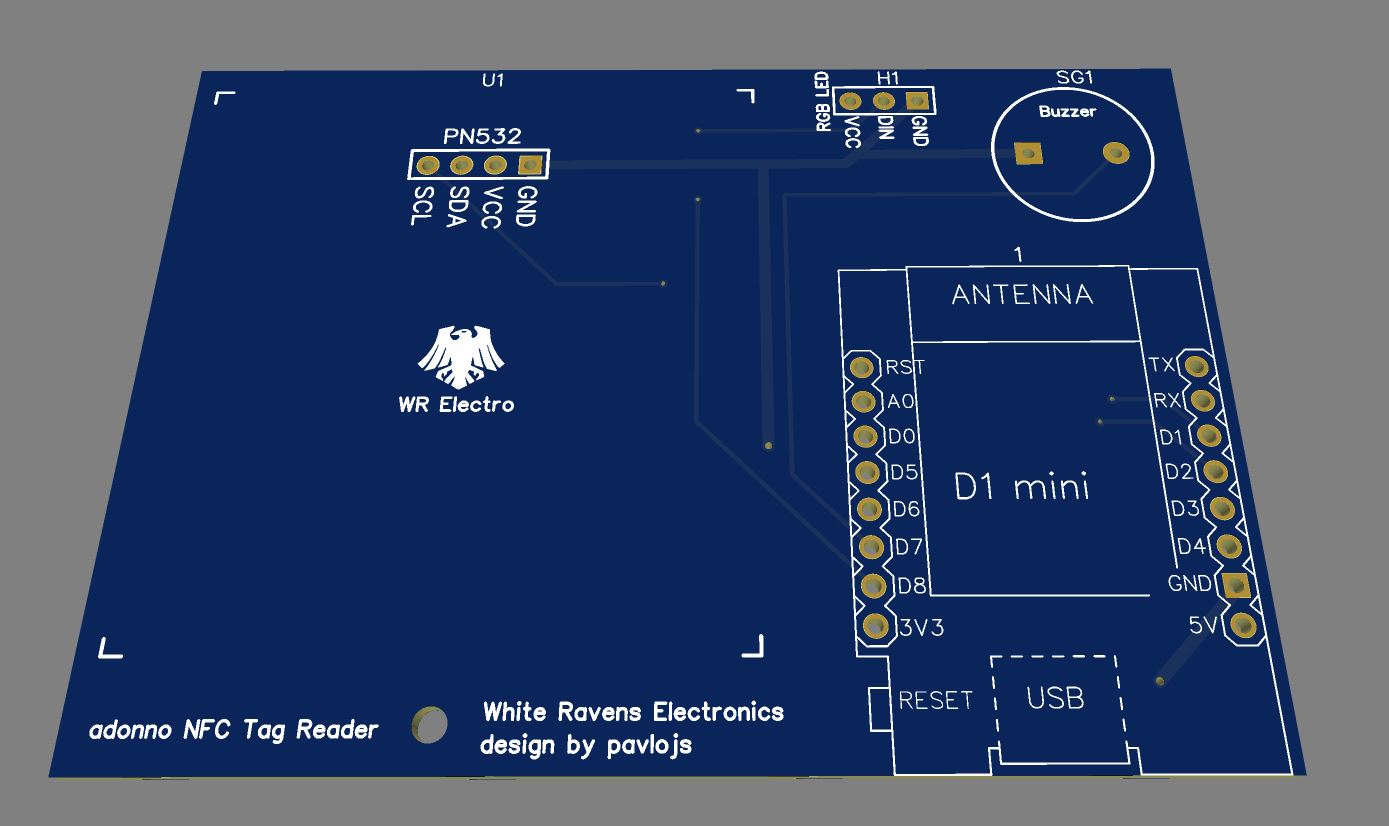 U1
PN532
SCL
SDA
VCC
GND
RGB LED
H1
VCC
DIN
GND
SG1
Buzzer
WR Electro
1
ANTENNA
D1 mini
RST
A0
D0
D5
D6
D7
D8
3V3
TX
RX
D1
D2
D3
D4
GND
5V
RESET
USB
adonno NFC Tag Reader
White Ravens Electronics
design by pavlojs